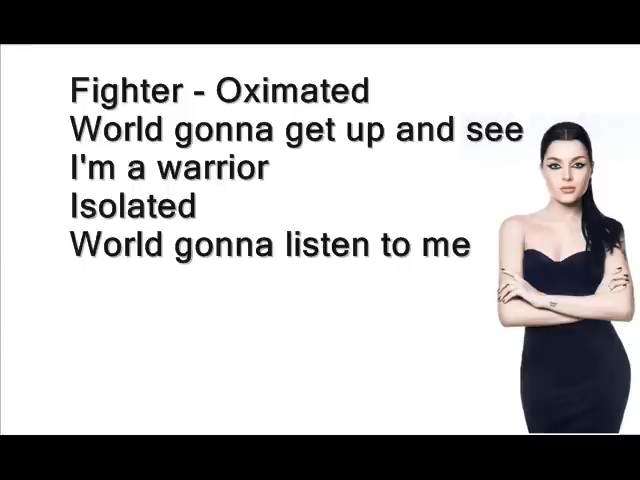 Fighter - Oximated
World gonna get up and see
I'm a warrior
Isolated
World gonna listen to me